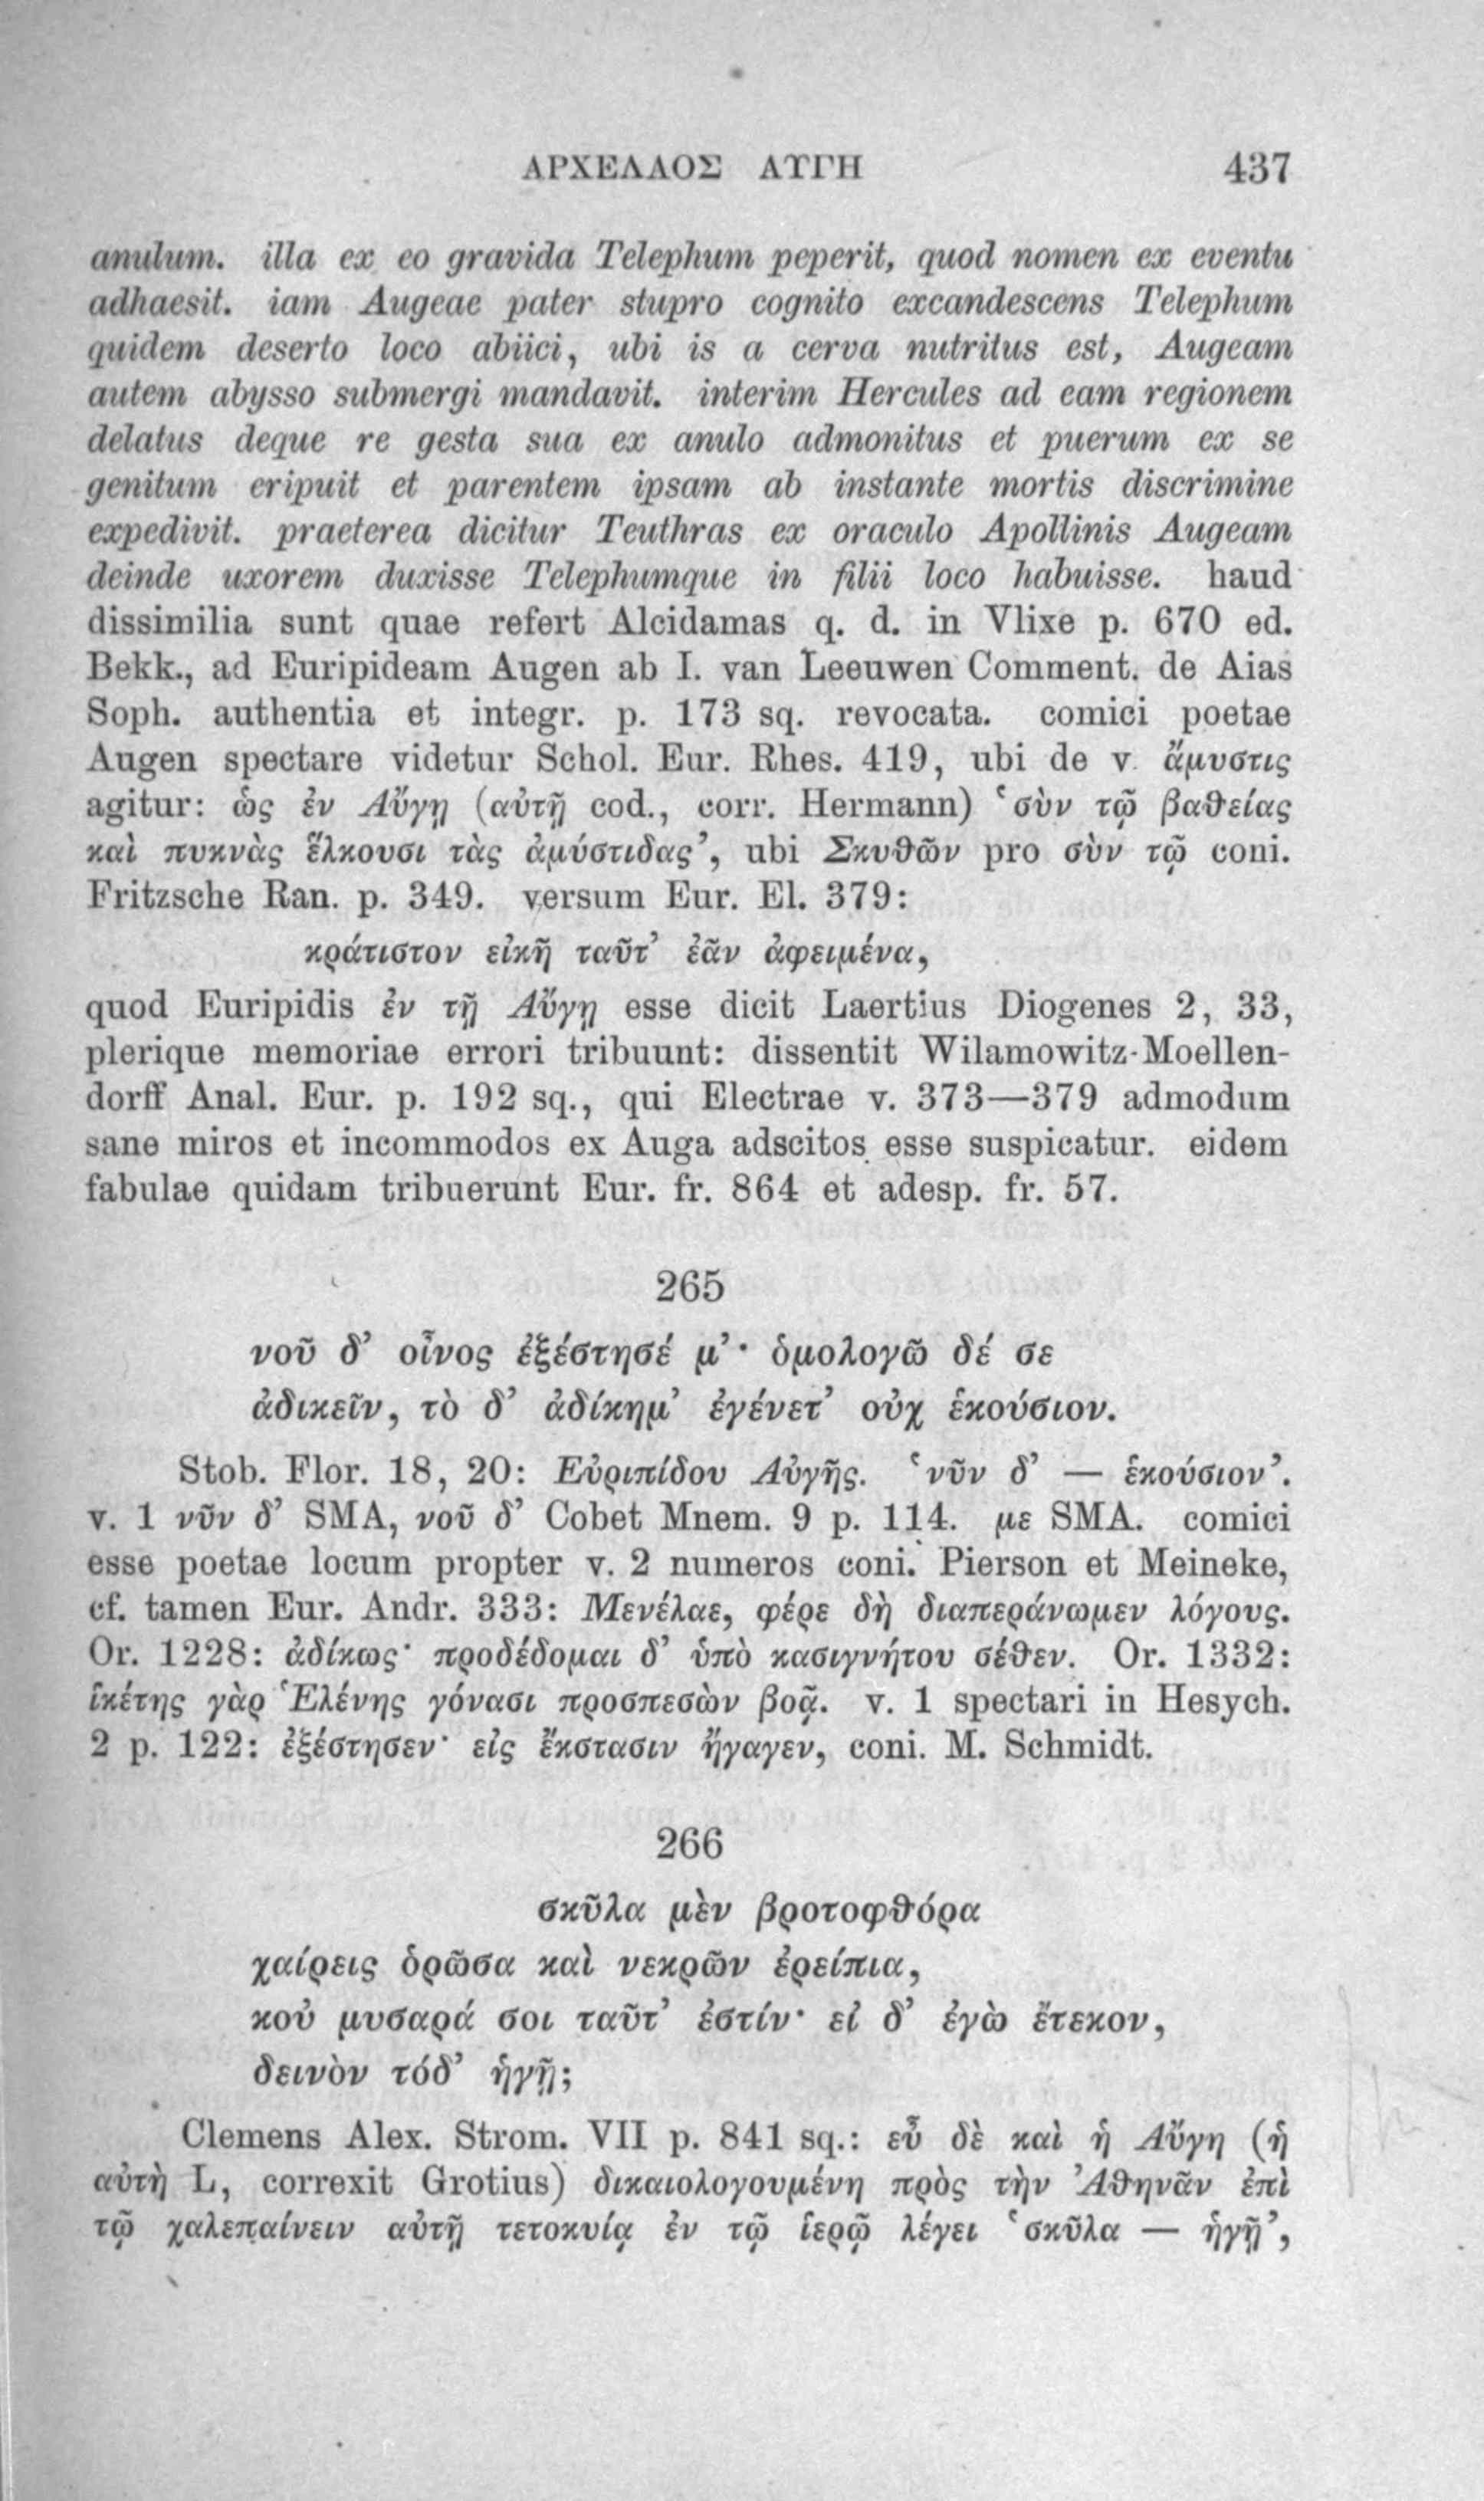 ΑΡΧΕΛΑΟΣ ΑΥΓΗ 437
anulum. illa ex eo gravida Telephum peperit, quod nomen ex eventu
adhaesit. iam Augeae pater stupro cognito excandescens Telephum
quidem deserto loco abiici, ubi is a cerva nutritus est, Augeam
autem abysso submergi mandavit. interim Hercules ad eam regionem
delatus deque re gesta sua ex anulo admonitus et puerum ex se
genitum eripuit et parentem ipsam ab instante mortis discrimine
expedivit. praeterea dicitur Teuthras ex oraculo Apollinis Augeam
deinde uxorem duxisse Telephumque in filii loco habuisse. haud
dissimilia sunt quae refert Alcidamas q. d. in Vlixe p. 670 ed.
Bekk., ad Euripideam Augen ab I. van Leeuwen Comment. de Aias
Soph. authentia et integr. p. 173 sq. revocata. comici poetae
Augen spectare videtur Schol. Eur. Rhes. 419, ubi de v. ἄμυστις
agitur: ὡς ἐν Αὔγῃ (αὐτῇ cod., corr. Hermann) ‘σὺν τῷ βαθείας
καὶ πυκνὰς ἕλκουσι τὰς ἀμύστιδας’, ubi Σκυθῶν pro σὺν τῷ coni.
Fritzsche Ran. p. 349. versum Eur. El. 379:
κράτιστον εἰκῆ ταῦτ’ ἐᾶν ἀφειμένα,
quod Euripidis ἐν τῇ Αὔγῃ esse dicit Laertius Diogenes 2, 33,
plerique memoriae errori tribuunt: dissentit Wilamowitz-Moellen-
dorff Anal. Eur. p. 192 sq., qui Electrae v. 373—379 admodum
sane miros et incommodos ex Auga adscitos esse suspicatur. eidem
fabulae quidam tribuerunt Eur. fr. 864 et adesp. fr. 57.
265
νοῦ δ’ οἶνος ἐξέστησέ μ’· ὁμολογῶ δέ σε
ἀδικεῖν, τὸ δ’ ἀδίκημ’ ἐγένετ’ οὐχ ἑκούσιον.
Stob. Flor. 18, 20: Εὐριπίδου Αὐγῆς. ‘νῦν δ’ — ἑκούσιον’.
v. 1 νῦν δ’ SMA, νοῦ δ’ Cobet Mnem. 9 p. 114. με SMA. comici
esse poetae locum propter v. 2 numeros coni. Pierson et Meineke,
cf. tamen Eur. Andr. 333: Μενέλαε, φέρε δὴ διαπεράνωμεν λόγους.
Or. 1228: ἀδίκως· προδέδομαι δ’ ὑπὸ κασιγνήτου σέθεν. Or. 1332:
ἱκέτης γὰρ Ἑλένης γόνασι προσπεσὼν βοᾷ. v. 1 spectari in Hesych.
2 p. 122: ἐξέστησεν· εἰς ἔκστασιν ἤγαγεν, coni. M. Schmidt.
266
σκῦλα μὲν βροτοφθόρα
χαίρεις ὁρῶσα καὶ νεκρῶν ἐρείπια,
κοὐ μυσαρά σοι ταῦτ’ ἐστίν· εἰ δ’ ἐγὼ ἔτεκον,
δεινὸν τόδ’ ἡγῇ;
Clemens Alex. Strom. VII p. 841 sq.: εὖ δὲ καὶ ἡ Αὔγη (ἡ
αὐτὴ L, correxit Grotius) δικαιολογουμένη πρὸς τὴν Ἀθηνᾶν ἐπὶ
τῷ χαλεπαίνειν αὐτῇ τετοκυίᾳ ἐν τῷ ἱερῷ λέγει ‘σκῦλα — ἡγῇ’,